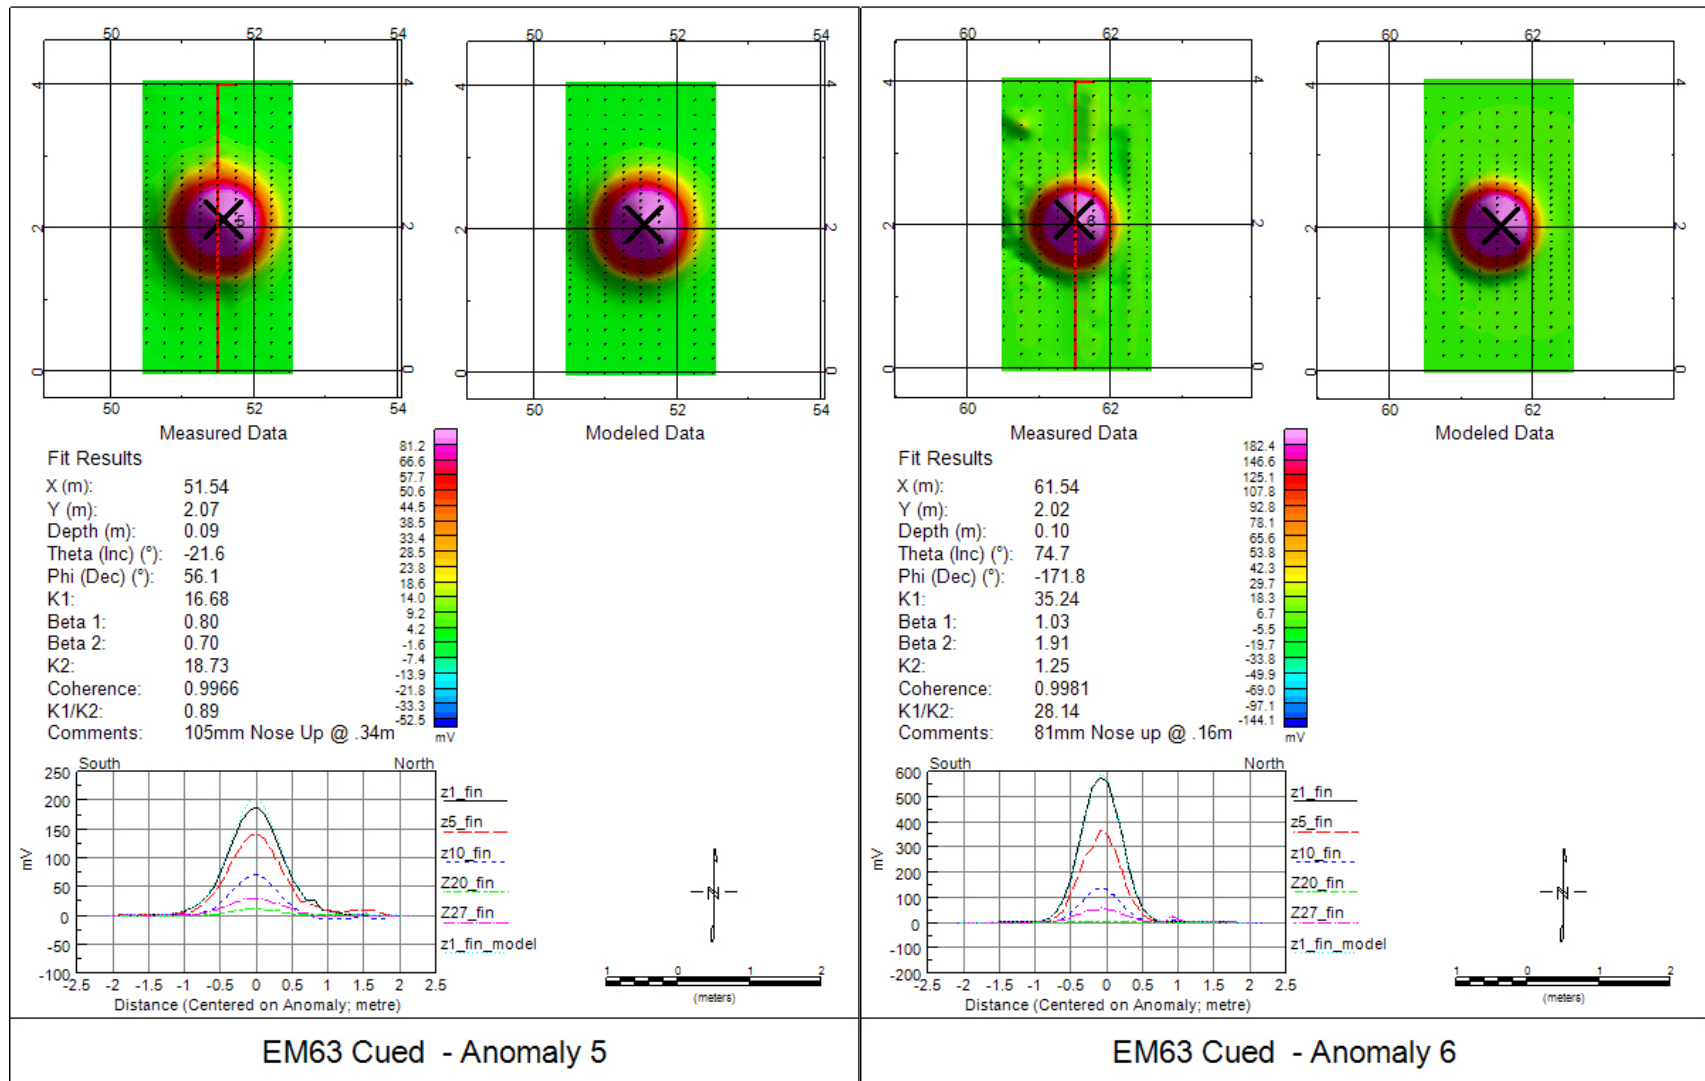 50 52 54
50 52 54
60 62
60 62
4 4
4 4
4 4
4 4
5
6
2 2
2 2
2 2
2 2
0 0
0 0
0 0
0 0
50 52 54
50 52 54
60 62
60 62
Measured Data
Modeled Data
Fit Results
X (m): 51.54
Y (m): 2.07
Depth (m): 0.09
Theta (Inc) (°): -21.6
Phi (Dec) (°): 56.1
K1: 16.68
Beta 1: 0.80
Beta 2: 0.70
K2: 18.73
Coherence: 0.9966
K1/K2: 0.89
Comments: 105mm Nose Up @ .34m
81.2
66.6
57.7
50.6
44.5
38.5
33.4
28.5
23.8
18.6
14.0
9.2
4.2
-1.6
-7.4
-13.9
-21.8
-33.3
-52.5
mV
South North
250
200
150
100
50
0
-50
-100
mV
-2 -1.5 -1 -0.5 0 0.5 1 1.5 2 2.5
Distance (Centered on Anomaly; metre)
z1_fin
z5_fin
z10_fin
Z20_fin
Z27_fin
z1_fin_model
N
1 0 1 2
(meters)
EM63 Cued - Anomaly 5
Measured Data
Modeled Data
Fit Results
X (m): 61.54
Y (m): 2.02
Depth (m): 0.10
Theta (Inc) (°): 74.7
Phi (Dec) (°): -171.8
K1: 35.24
Beta 1: 1.03
Beta 2: 1.91
K2: 1.25
Coherence: 0.9981
K1/K2: 28.14
Comments: 81mm Nose up @ .16m
182.4
146.6
125.1
107.8
92.8
78.1
65.6
53.8
42.3
29.7
18.3
6.7
-5.5
-19.7
-33.8
-49.9
-69.0
-97.1
-144.1
mV
South North
600
500
400
300
200
100
0
-100
-200
mV
-2.5 -2 -1.5 -1 -0.5 0 0.5 1 1.5 2 2.5
Distance (Centered on Anomaly; metre)
z1_fin
z5_fin
z10_fin
Z20_fin
Z27_fin
z1_fin_model
N
1 0 1 2
(meters)
EM63 Cued - Anomaly 6